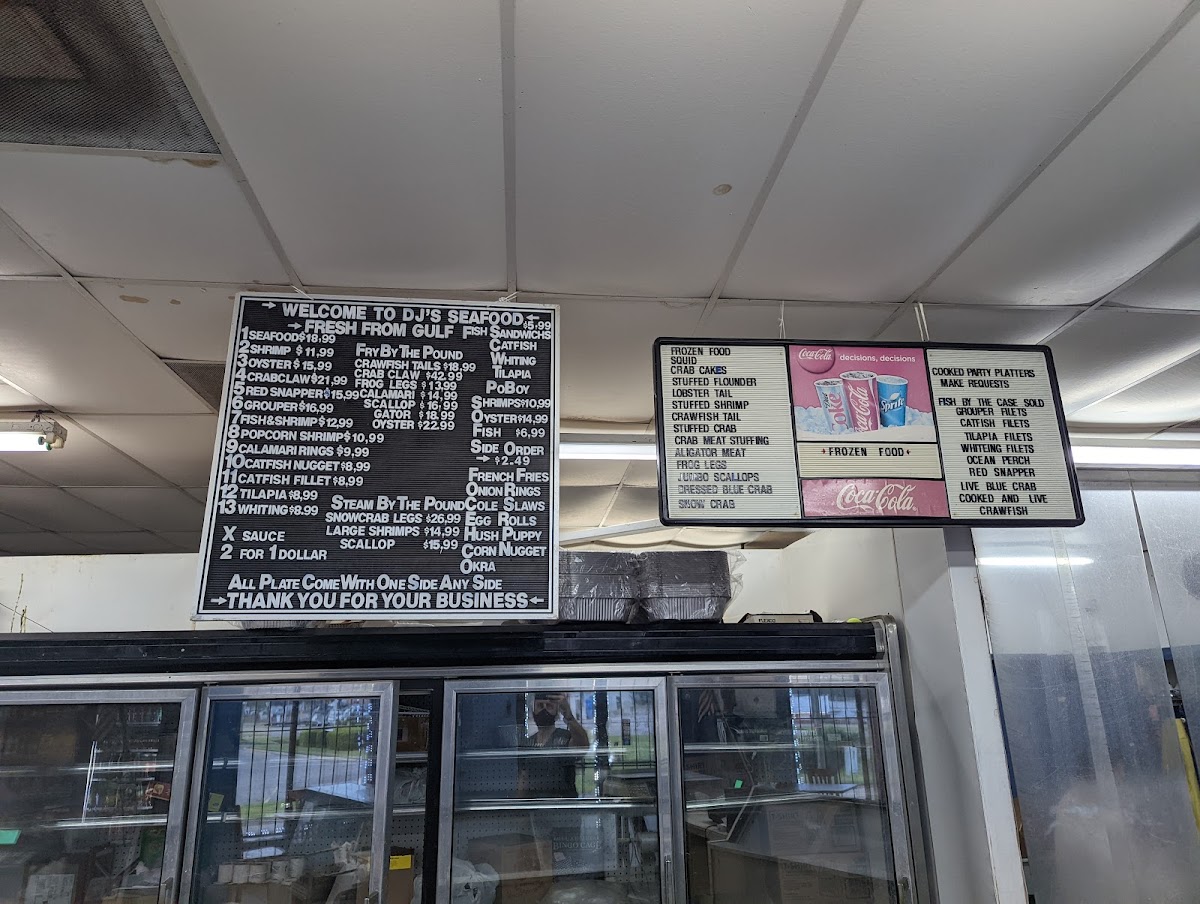 → WELCOME TO DJ'S SEAFOOD ←
→ FRESH FROM GULF
1 SEAFOOD $18,99
2 SHRIMP $11,99
3 OYSTER $15,99
4 CRABCLAW $21,99
5 RED SNAPPER $15,99
6 GROUPER $16,99
7 FISH&SHRIMP $12,99
8 POPCORN SHRIMP $10,99
9 CALAMARI RINGS $9,99
10 CATFISH NUGGET $8,99
11 CATFISH FILLET $8,99
12 TILAPIA $8,99
13 WHITING $8,99
X SAUCE
2 FOR 1 DOLLAR
FRY BY THE POUND
CRAWFISH TAILS $18,99
CRAB CLAW $42,99
FROG LEGS $13,99
CALAMARI $14,99
SCALLOP $16,99
GATOR $18,99
OYSTER $22,99
STEAM BY THE POUND
SNOWCRAB LEGS $26,99
LARGE SHRIMPS $14,99
SCALLOP $15,99
FISH SANDWICHS $5,99
CATFISH
WHITING
TILAPIA
POBOY
SHRIMPS $10,99
OYSTER $14,99
FISH $6,99
SIDE ORDER
→ $2.49
FRENCH FRIES
ONION RINGS
COLE SLAWS
EGG ROLLS
HUSH PUPPY
CORN NUGGET
OKRA
ALL PLATE COME WITH ONE SIDE ANY SIDE
→ THANK YOU FOR YOUR BUSINESS ←
FROZEN FOOD
SQUID
CRAB CAKES
STUFFED FLOUNDER
LOBSTER TAIL
STUFFED SHRIMP
CRAWFISH TAIL
STUFFED CRAB
CRAB MEAT STUFFING
ALIGATOR MEAT
FROG LEGS
JUMBO SCALLOPS
DRESSED BLUE CRAB
SNOW CRAB
Coca-Cola decisions, decisions
Coke
Coca-Cola
Sprite
FROZEN FOOD
Coca-Cola
COOKED PARTY PLATTERS
MAKE REQUESTS
FISH BY THE CASE SOLD
GROUPER FILETS
CATFISH FILETS
TILAPIA FILETS
WHITEING FILETS
OCEAN PERCH
RED SNAPPER
LIVE BLUE CRAB
COOKED AND LIVE
CRAWFISH